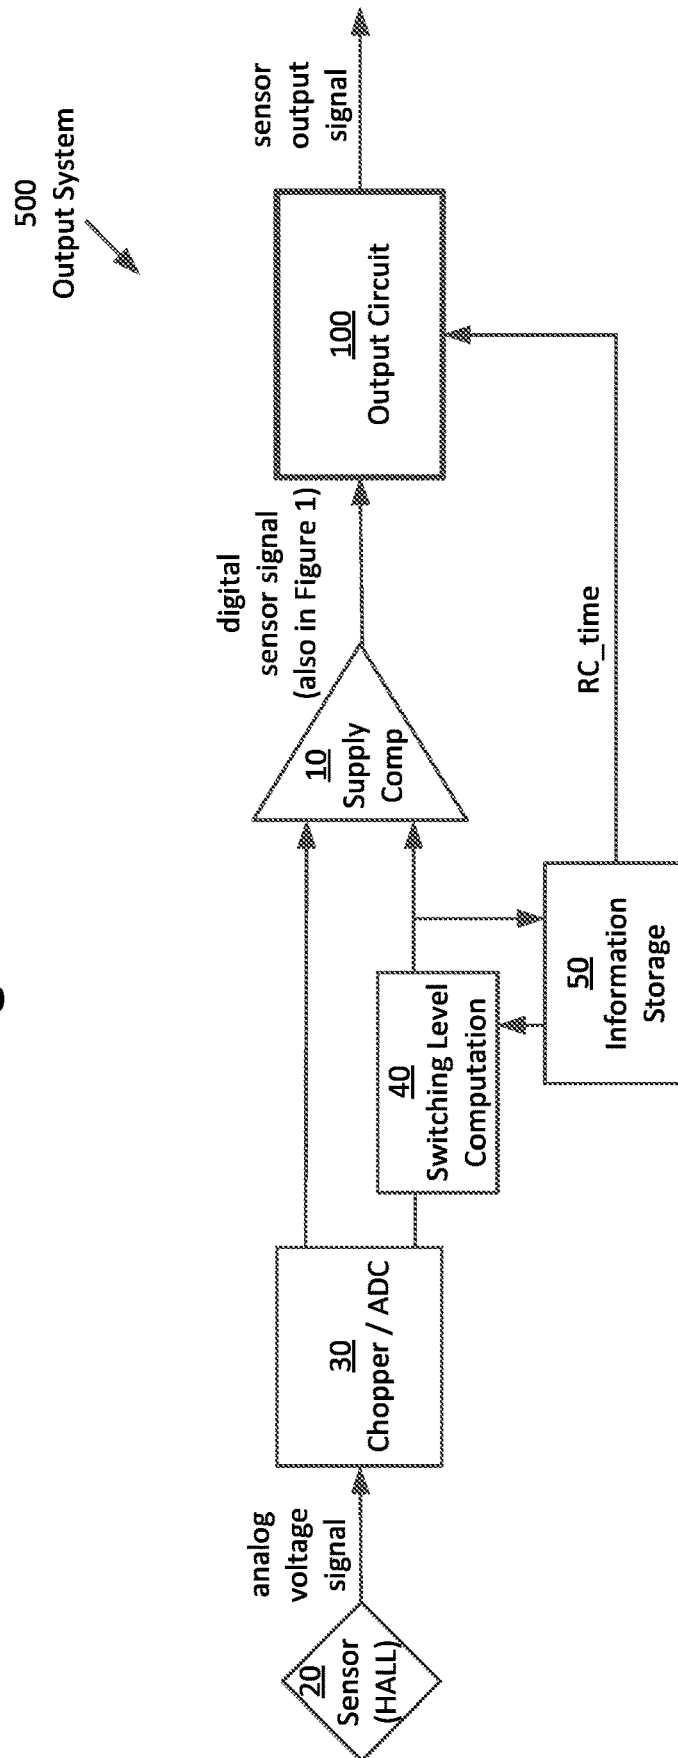 500
Output System
20
Sensor
(HALL)
analog
voltage
signal
30
Chopper / ADC
40
Switching Level
Computation
50
Information
Storage
10
Supply
Comp
digital
sensor signal
(also in Figure 1)
RC_time
100
Output Circuit
sensor
output
signal